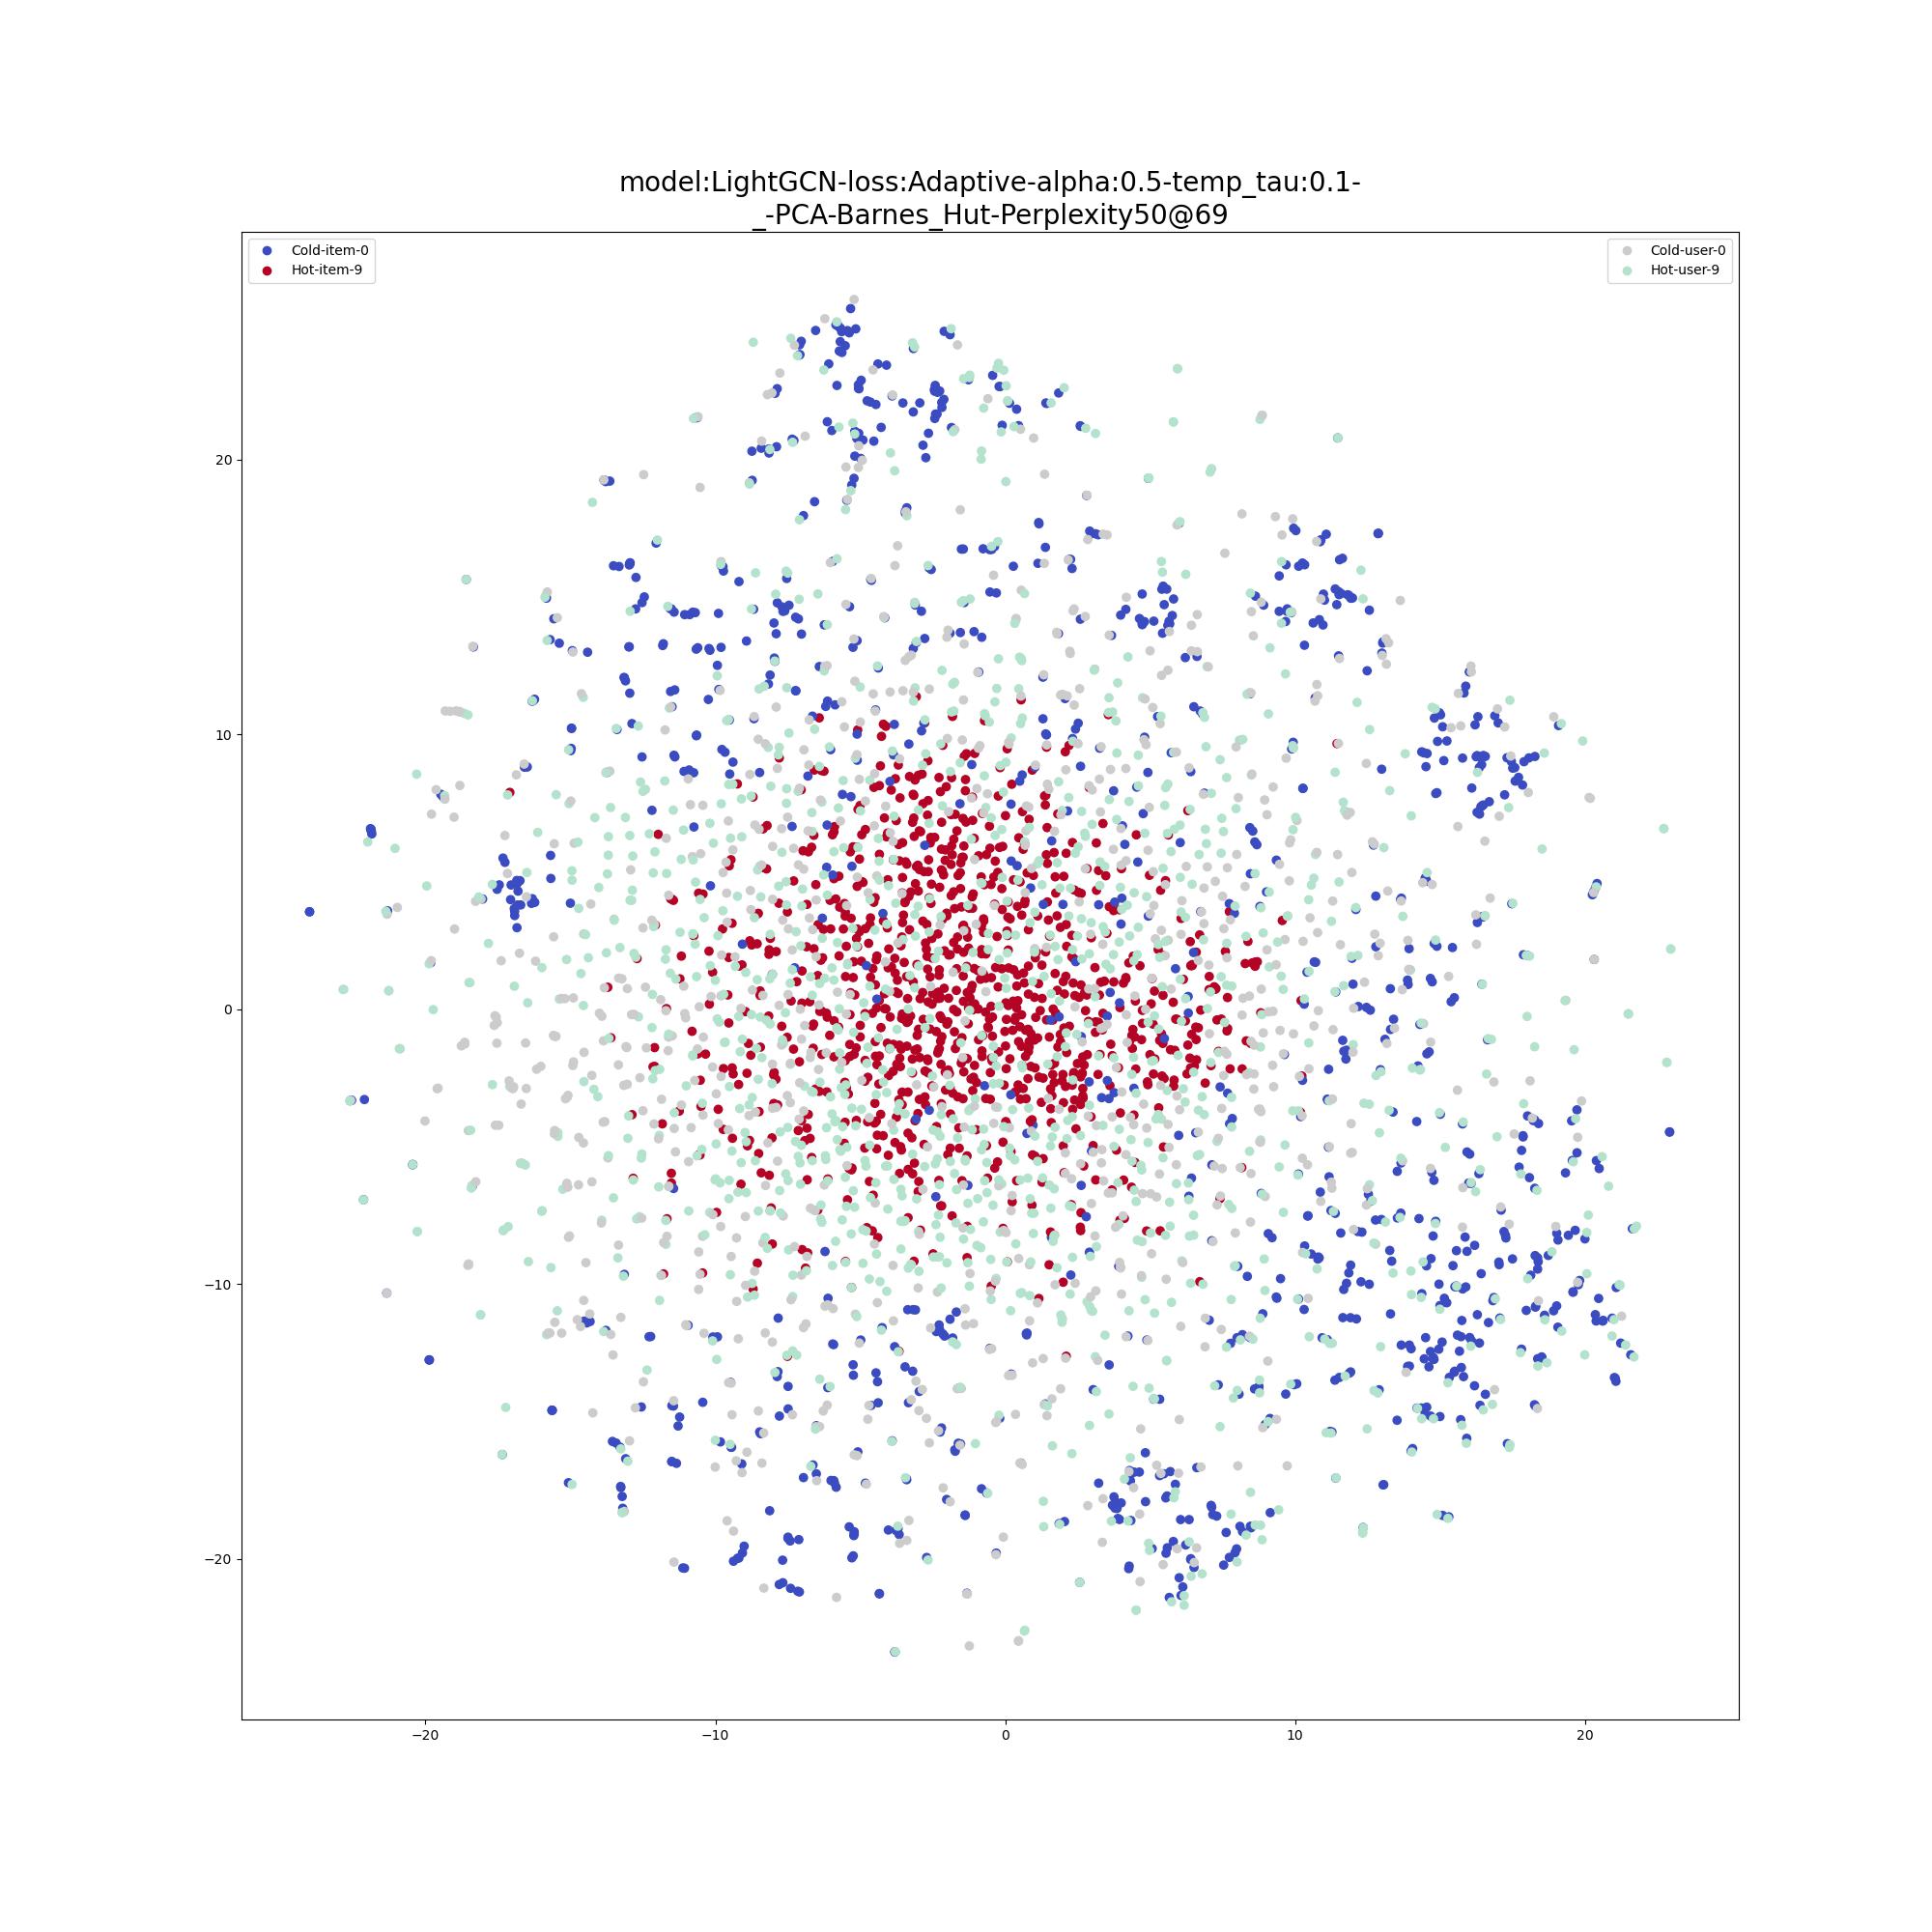 model:LightGCN-loss:Adaptive-alpha:0.5-temp_tau:0.1-
_-PCA-Barnes_Hut-Perplexity50@69
Cold-item-0
Hot-item-9
Cold-user-0
Hot-user-9
20
10
0
−10
−20
−20
−10
0
10
20